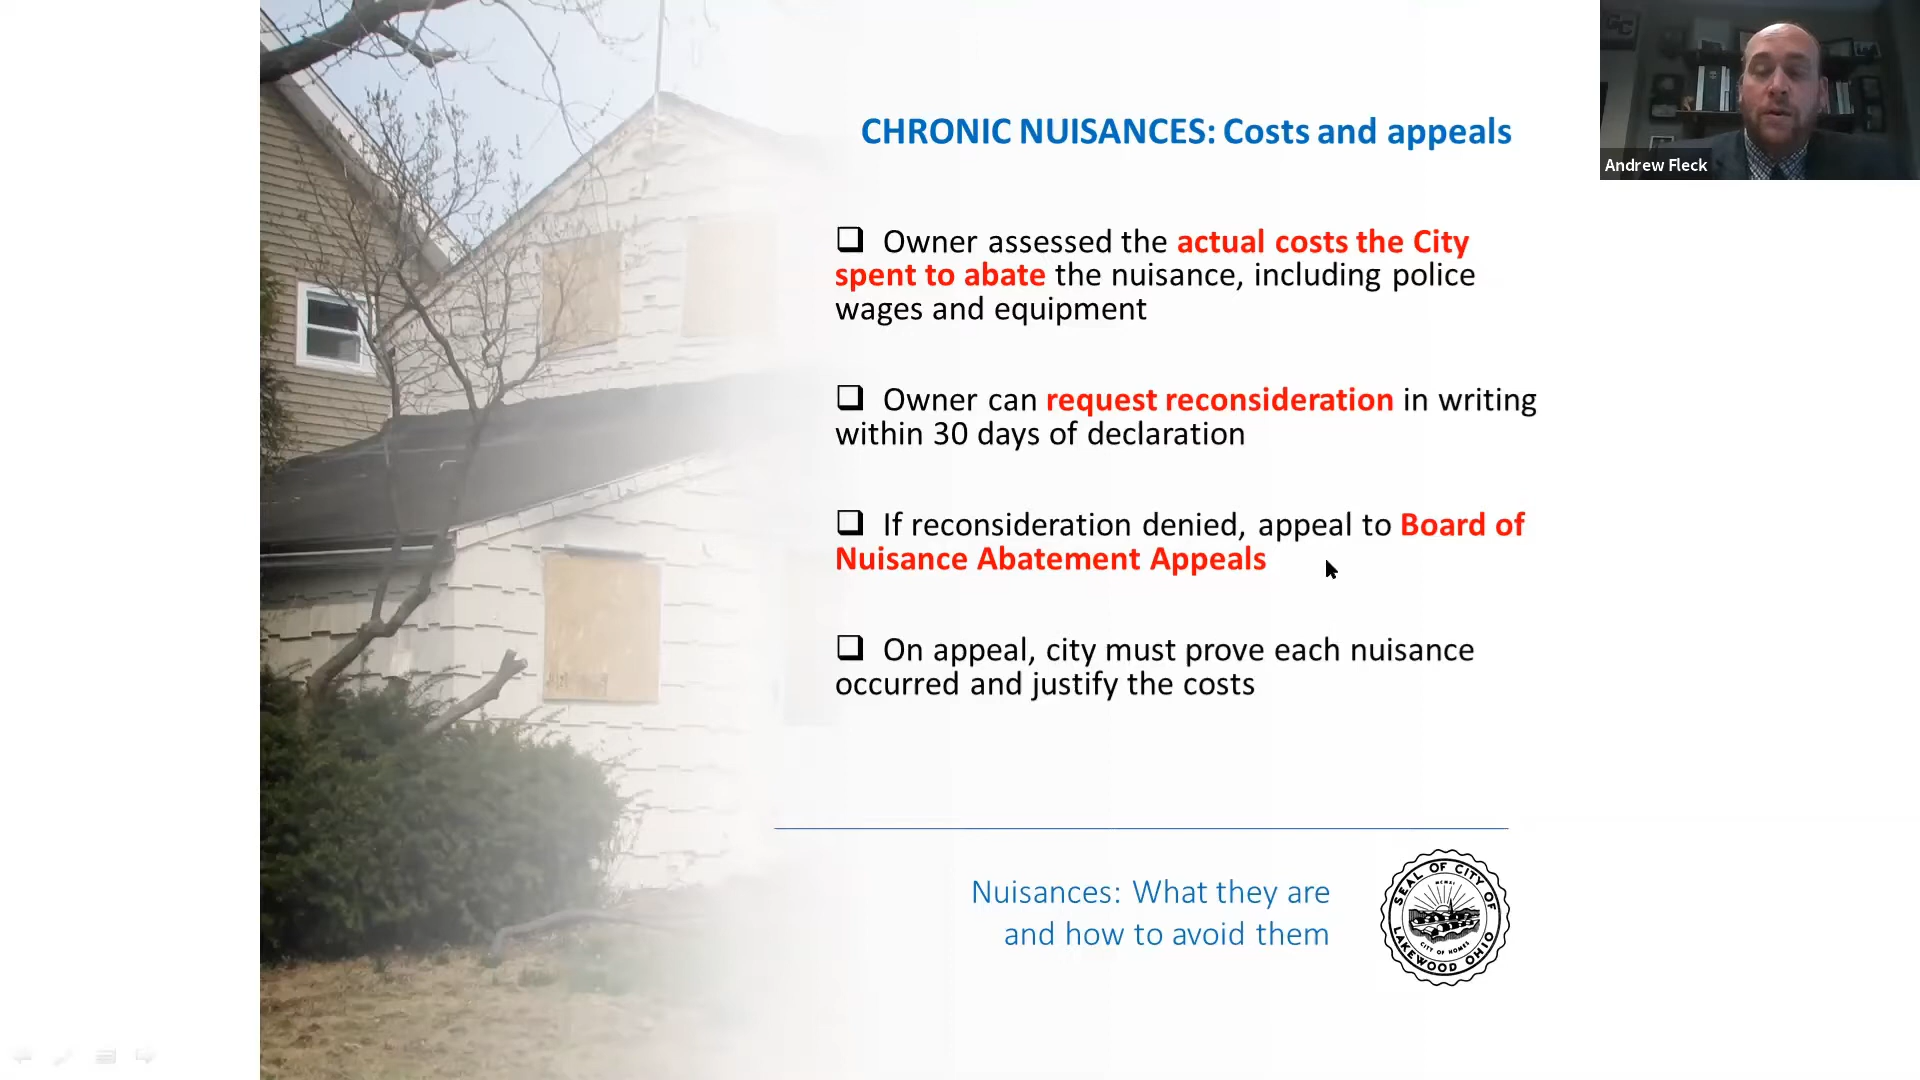 CHRONIC NUISANCES: Costs and appeals
Andrew Fleck
❑ Owner assessed the actual costs the City
spent to abate the nuisance, including police
wages and equipment
❑ Owner can request reconsideration in writing
within 30 days of declaration
❑ If reconsideration denied, appeal to Board of
Nuisance Abatement Appeals
❑ On appeal, city must prove each nuisance
occurred and justify the costs
Nuisances: What they are
and how to avoid them
SEAL OF CITY OF
LAKEWOOD OHIO
CITY OF HOMES